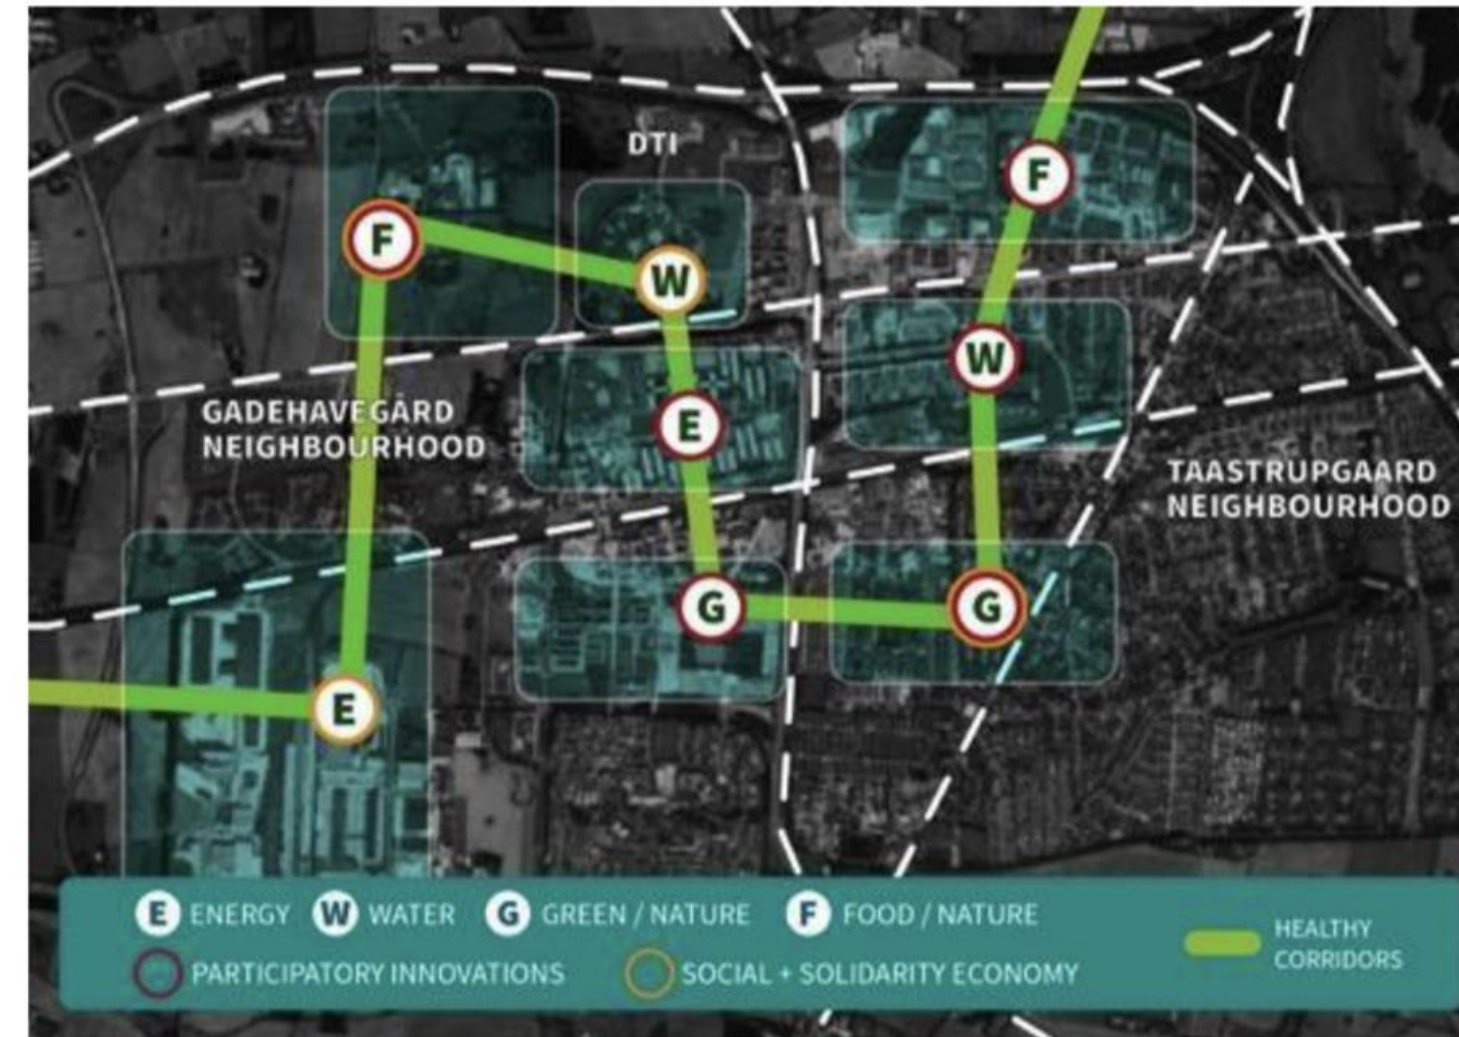 DTI
F
F
W
W
GADEHAVEGÅRD
NEIGHBOURHOOD
E
TAASTRUPGAARD
NEIGHBOURHOOD
G
G
E
E ENERGY W WATER G GREEN / NATURE F FOOD / NATURE
PARTICIPATORY INNOVATIONS SOCIAL + SOLIDARITY ECONOMY
HEALTHY
CORRIDORS